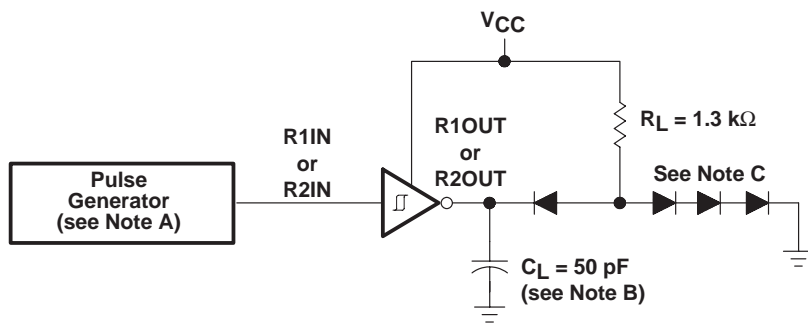 VCC
R1IN
or
R2IN
R1OUT
or
R2OUT
RL = 1.3 kΩ
See Note C
Pulse
Generator
(see Note A)
CL = 50 pF
(see Note B)